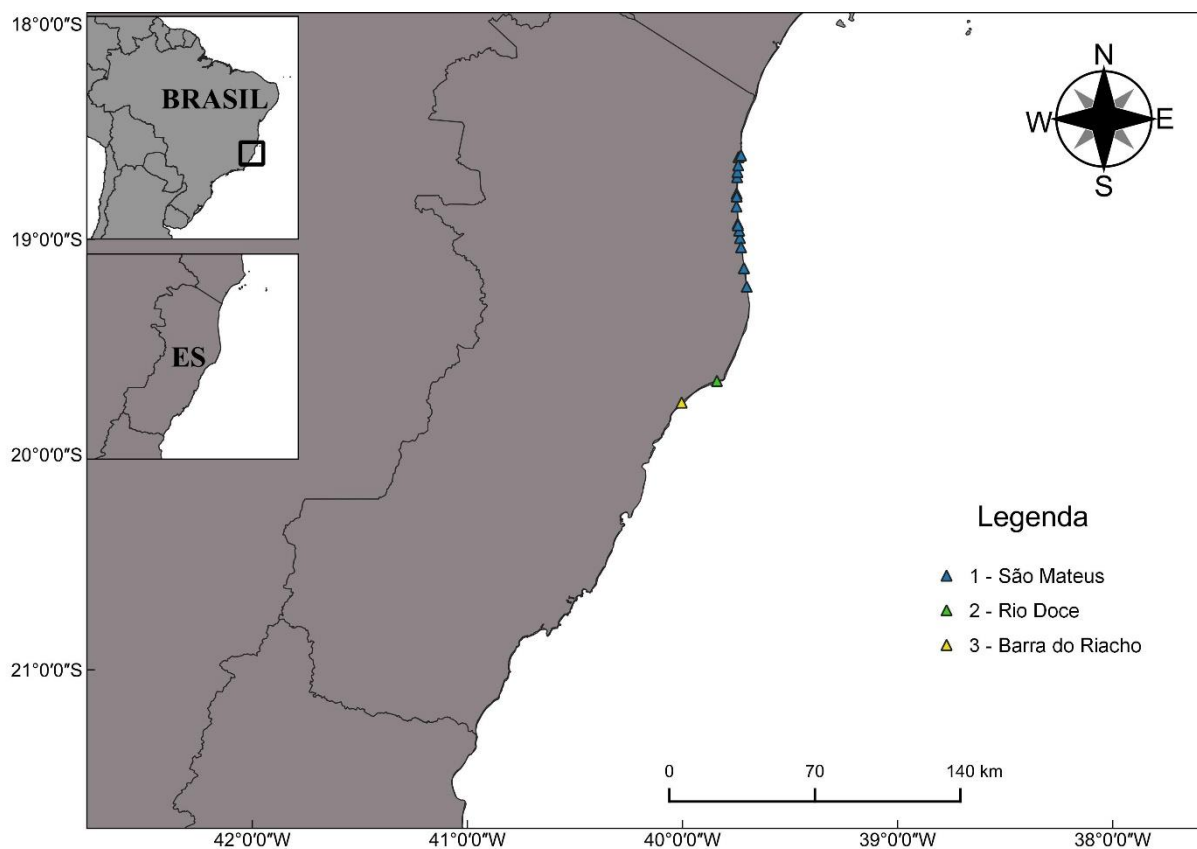 18°0'0"S
19°0'0"S
20°0'0"S
21°0'0"S
BRASIL
ES
N
W
E
S
Legenda
1 - São Mateus
2 - Rio Doce
3 - Barra do Riacho
0 70 140 km
42°0'0"W 41°0'0"W 40°0'0"W 39°0'0"W 38°0'0"W